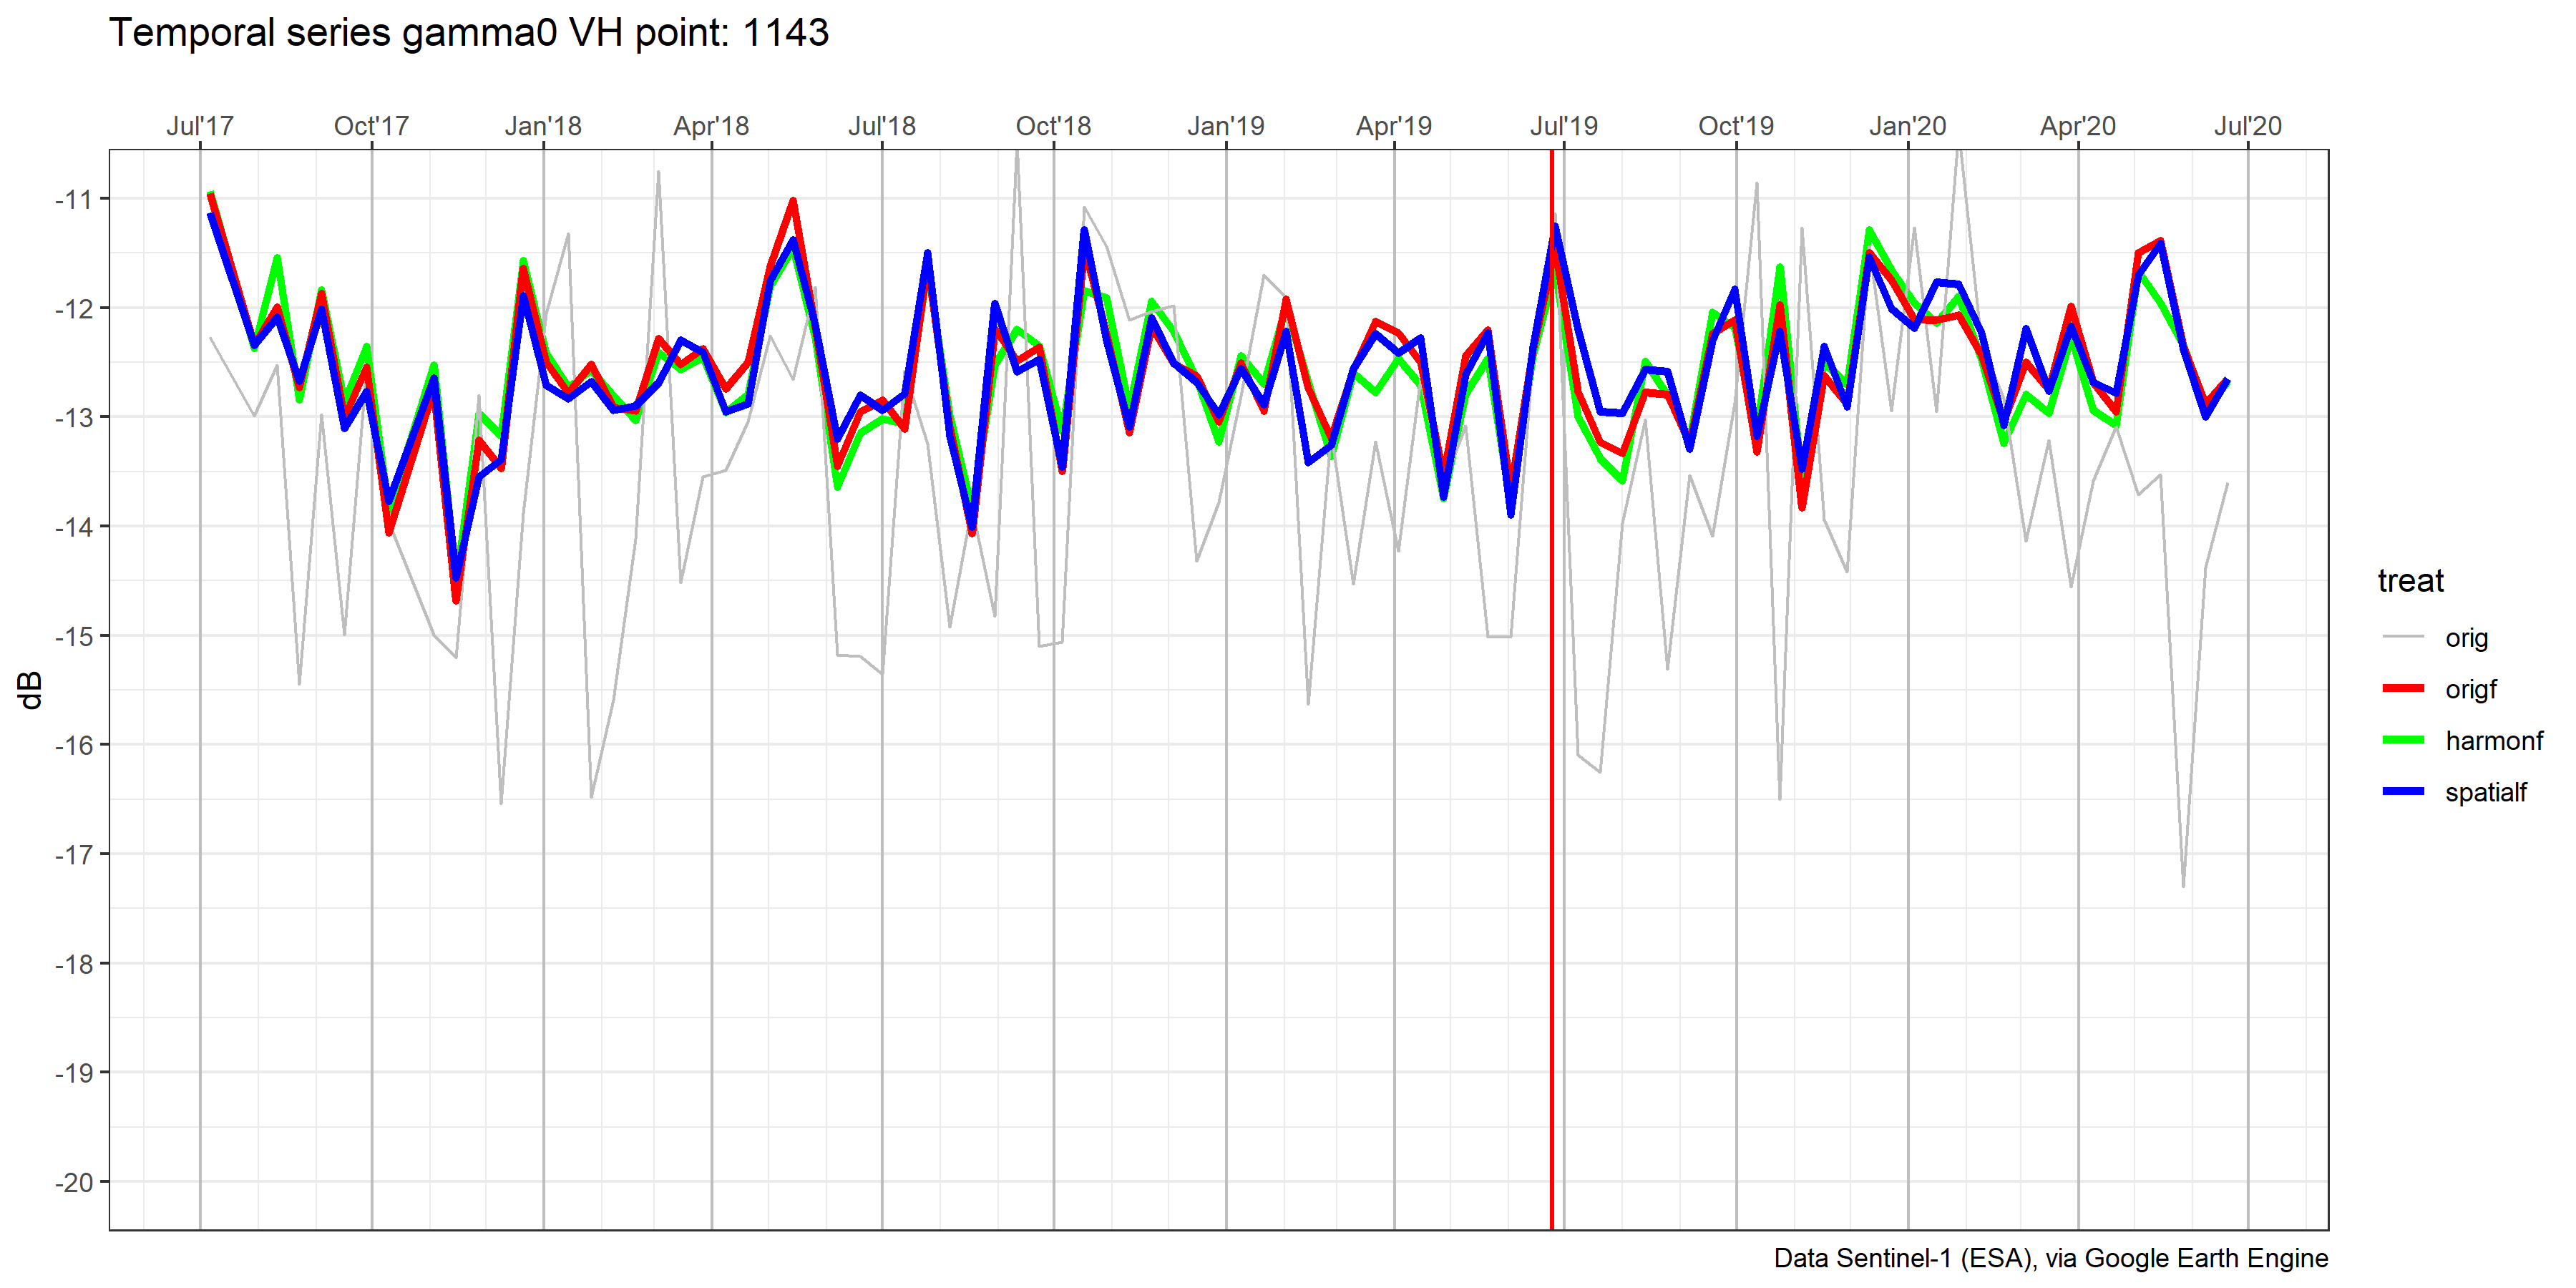 Temporal series gamma0 VH point: 1143
Jul'17 Oct'17 Jan'18 Apr'18 Jul'18 Oct'18 Jan'19 Apr'19 Jul'19 Oct'19 Jan'20 Apr'20 Jul'20
-11
-12
-13
-14
-15
-16
-17
-18
-19
-20
dB
treat
orig
origf
harmonf
spatialf
Data Sentinel-1 (ESA), via Google Earth Engine